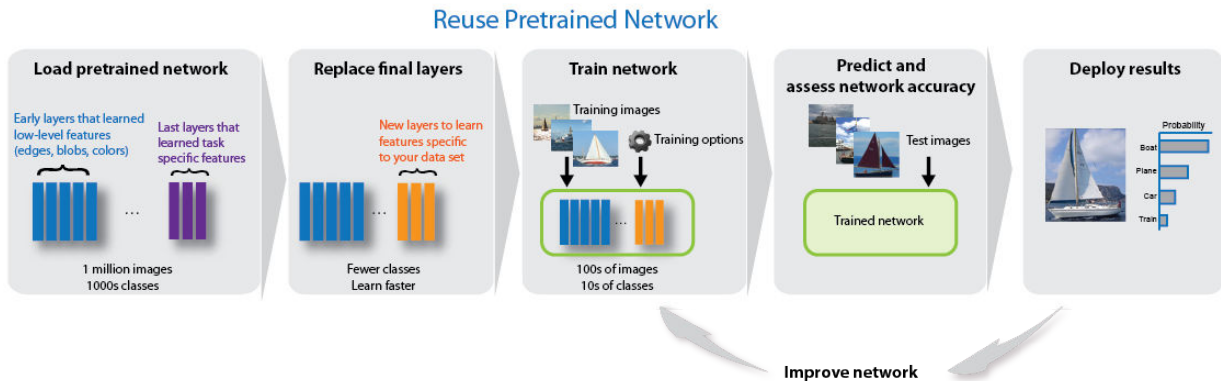 Reuse Pretrained Network
Load pretrained network
Early layers that learned
low-level features
(edges, blobs, colors)
Last layers that
learned task
specific features
...
1 million images
1000s classes
Replace final layers
New layers to learn
features specific
to your data set
...
Fewer classes
Learn faster
Train network
Training images
Training options
...
100s of images
10s of classes
Predict and
assess network accuracy
Test images
Trained network
Deploy results
Probability
Boat
Plane
Car
Train
Improve network